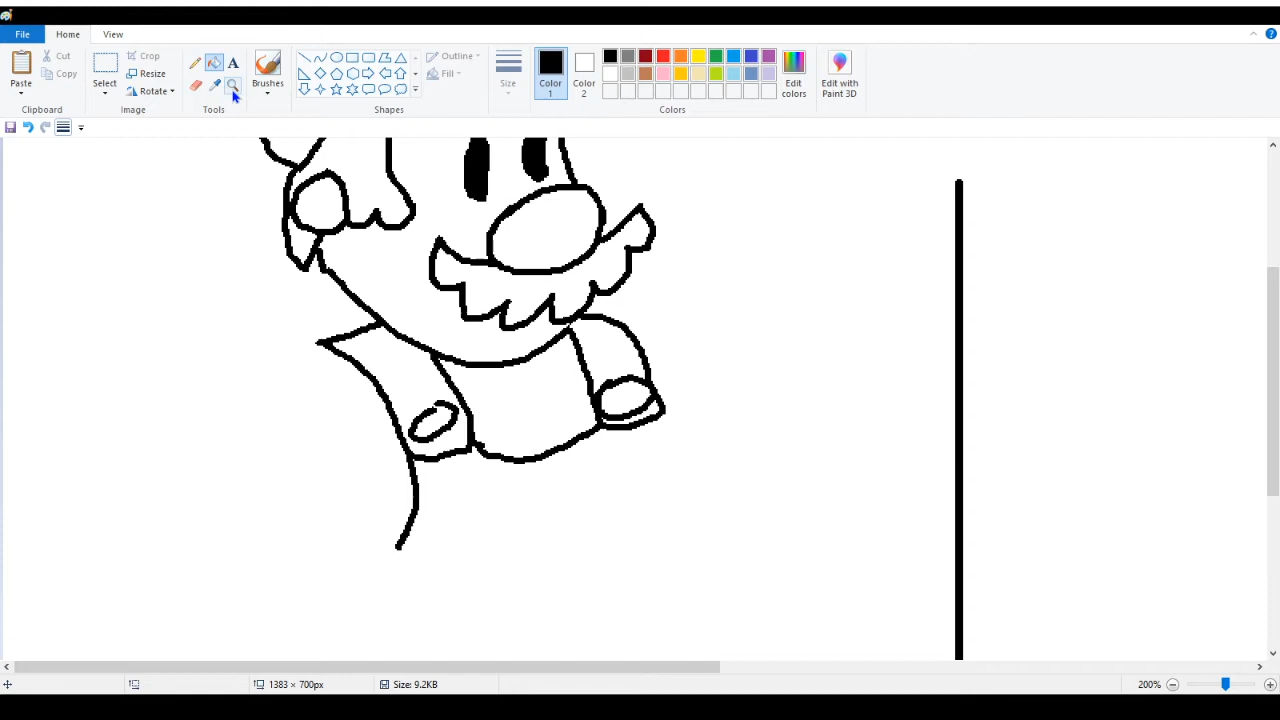 File Home View
Cut
Copy
Paste
Clipboard
Crop
Resize
Rotate
Select
Image
A
Tools
Brushes
Outline
Fill
Shapes
Size
Color 1
Color 2
Edit colors
Colors
Edit with Paint 3D
1383 × 700px
Size: 9.2KB
200%